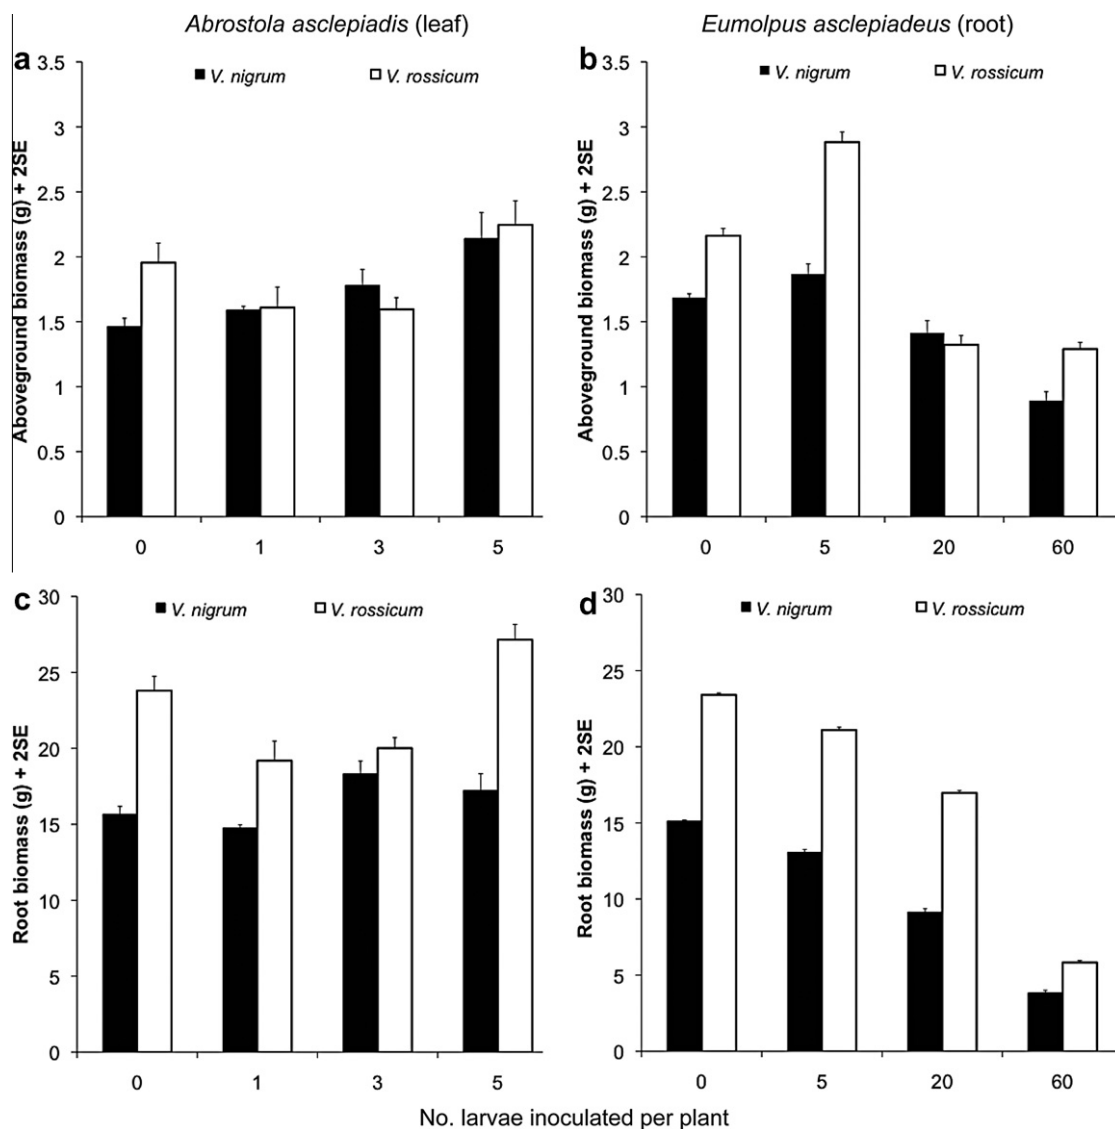 Abrostola asclepiadis (leaf)
Eumolpus asclepiadeus (root)
a
V. nigrum
V. rossicum
Aboveground biomass (g) + 2SE
3.5
3
2.5
2
1.5
1
0.5
0
0 1 3 5
b
V. nigrum
V. rossicum
Aboveground biomass (g) + 2SE
3.5
3
2.5
2
1.5
1
0.5
0
0 5 20 60
c
V. nigrum
V. rossicum
Root biomass (g) + 2SE
30
25
20
15
10
5
0
0 1 3 5
d
V. nigrum
V. rossicum
Root biomass (g) + 2SE
30
25
20
15
10
5
0
0 5 20 60
No. larvae inoculated per plant